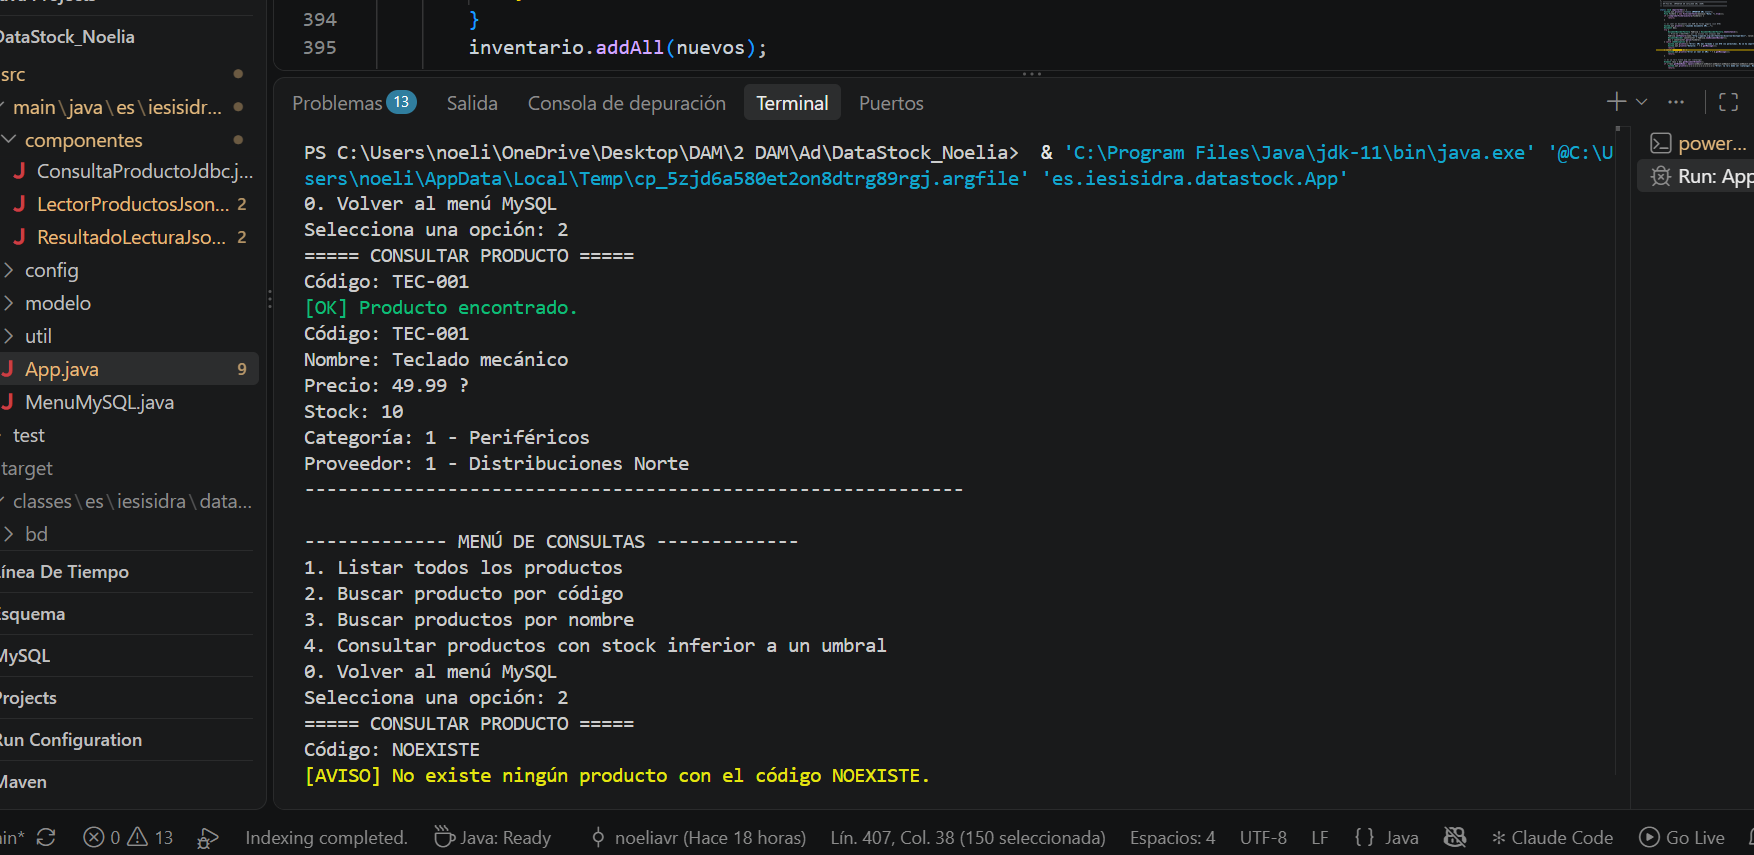 DataStock_Noelia
src
main\java\es\iesisidr...
componentes
ConsultaProductoJdbc.j...
LectorProductosJson... 2
ResultadoLecturaJso... 2
config
modelo
util
App.java 9
MenuMySQL.java
test
target
classes\es\iesisidra\data...
bd
ínea De Tiempo
Esquema
MySQL
Projects
Run Configuration
Maven
394 }
395 inventario.addAll(nuevos);
Problemas 13 Salida Consola de depuración Terminal Puertos
power...
Run: App
PS C:\Users\noeli\OneDrive\Desktop\DAM\2 DAM\Ad\DataStock_Noelia> & 'C:\Program Files\Java\jdk-11\bin\java.exe' '@C:\U
sers\noeli\AppData\Local\Temp\cp_5zjd6a580et2on8dtrg89rgj.argfile' 'es.iesisidra.datastock.App'
0. Volver al menú MySQL
Selecciona una opción: 2
===== CONSULTAR PRODUCTO =====
Código: TEC-001
[OK] Producto encontrado.
Código: TEC-001
Nombre: Teclado mecánico
Precio: 49.99 ?
Stock: 10
Categoría: 1 - Periféricos
Proveedor: 1 - Distribuciones Norte
------------------------------------------------------------
------------- MENÚ DE CONSULTAS -------------
1. Listar todos los productos
2. Buscar producto por código
3. Buscar productos por nombre
4. Consultar productos con stock inferior a un umbral
0. Volver al menú MySQL
Selecciona una opción: 2
===== CONSULTAR PRODUCTO =====
Código: NOEXISTE
[AVISO] No existe ningún producto con el código NOEXISTE.
in* 0 13 Indexing completed. Java: Ready noeliavr (Hace 18 horas) Lín. 407, Col. 38 (150 seleccionada) Espacios: 4 UTF-8 LF {} Java Claude Code Go Live